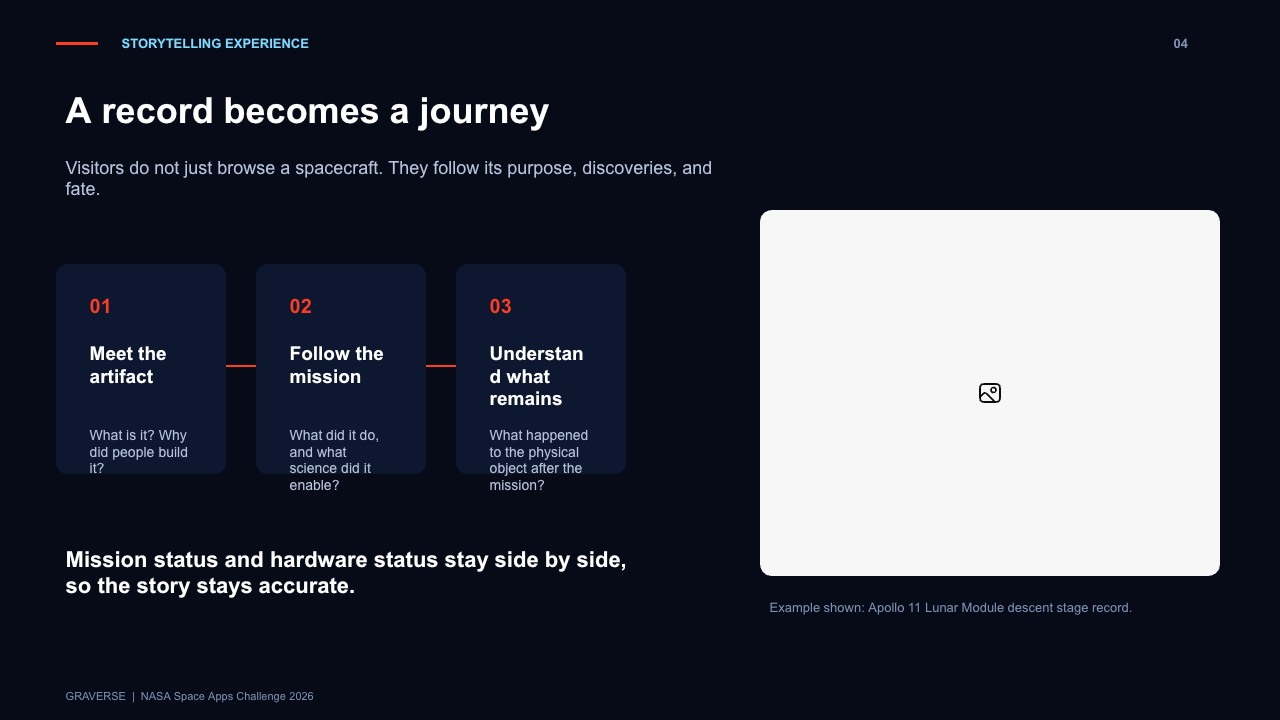 STORYTELLING EXPERIENCE
04
A record becomes a journey
Visitors do not just browse a spacecraft. They follow its purpose, discoveries, and
fate.
01
Meet the
artifact
What is it? Why
did people build
it?
02
Follow the
mission
What did it do,
and what
science did it
enable?
03
Understan
d what
remains
What happened
to the physical
object after the
mission?
Mission status and hardware status stay side by side,
so the story stays accurate.
Example shown: Apollo 11 Lunar Module descent stage record.
GRAVERSE | NASA Space Apps Challenge 2026